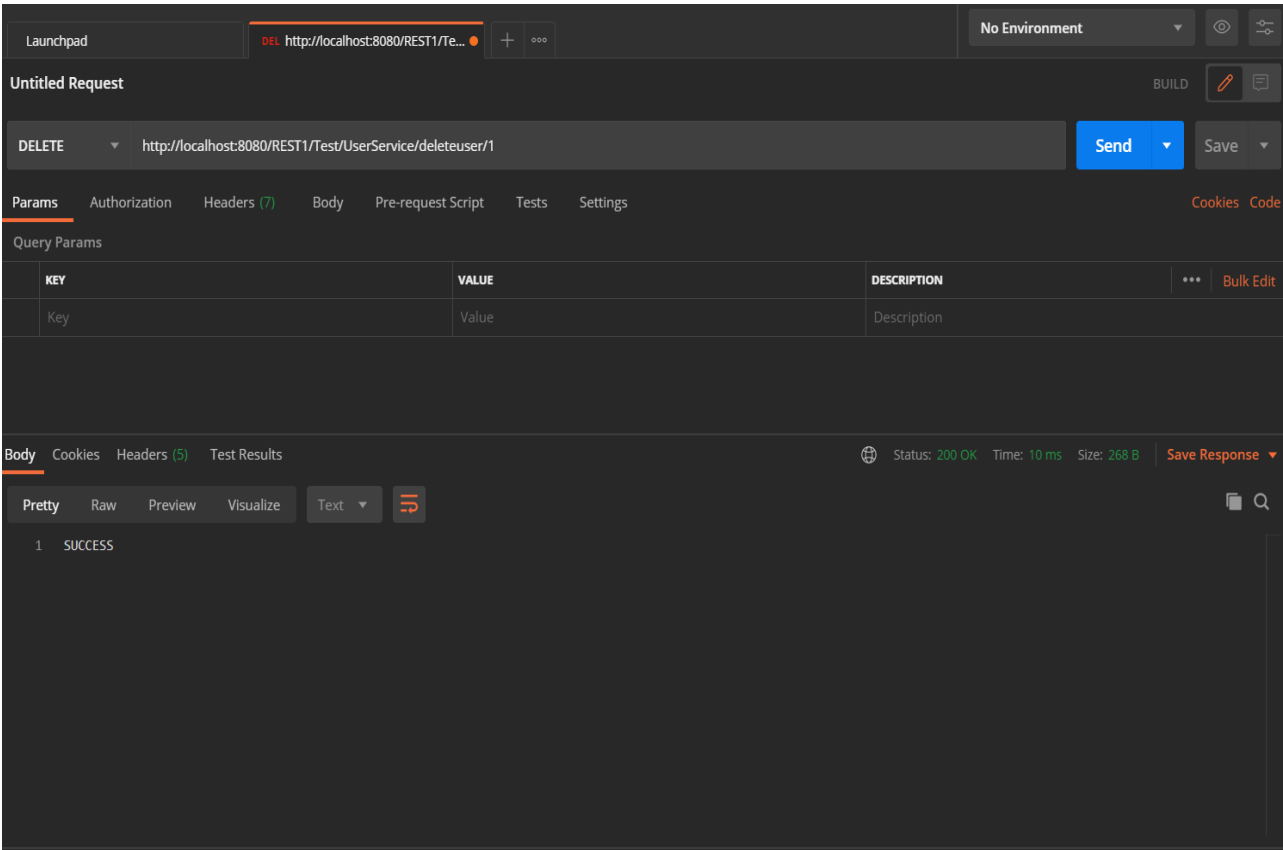 Launchpad DEL http://localhost:8080/REST1/Te... No Environment
Untitled Request BUILD
DELETE http://localhost:8080/REST1/Test/UserService/deleteuser/1 Send Save
Params Authorization Headers (7) Body Pre-request Script Tests Settings Cookies Code
Query Params
KEY VALUE DESCRIPTION ••• Bulk Edit
Key Value Description
Body Cookies Headers (5) Test Results Status: 200 OK Time: 10 ms Size: 268 B Save Response
Pretty Raw Preview Visualize Text
1 SUCCESS